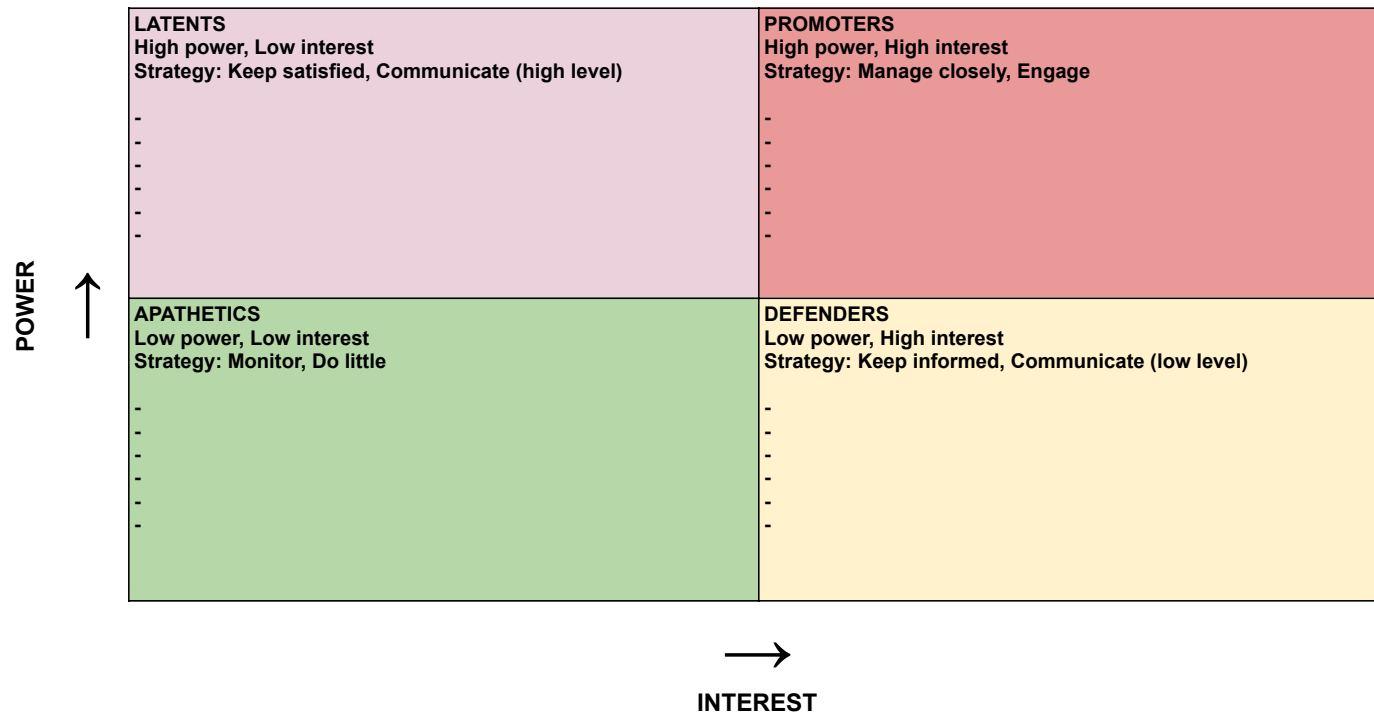 LATENTS
High power, Low interest
Strategy: Keep satisfied, Communicate (high level)
-
-
-
-
-
-
PROMOTERS
High power, High interest
Strategy: Manage closely, Engage
-
-
-
-
-
-
POWER
APATHETICS
Low power, Low interest
Strategy: Monitor, Do little
-
-
-
-
-
-
DEFENDERS
Low power, High interest
Strategy: Keep informed, Communicate (low level)
-
-
-
-
-
-
INTEREST